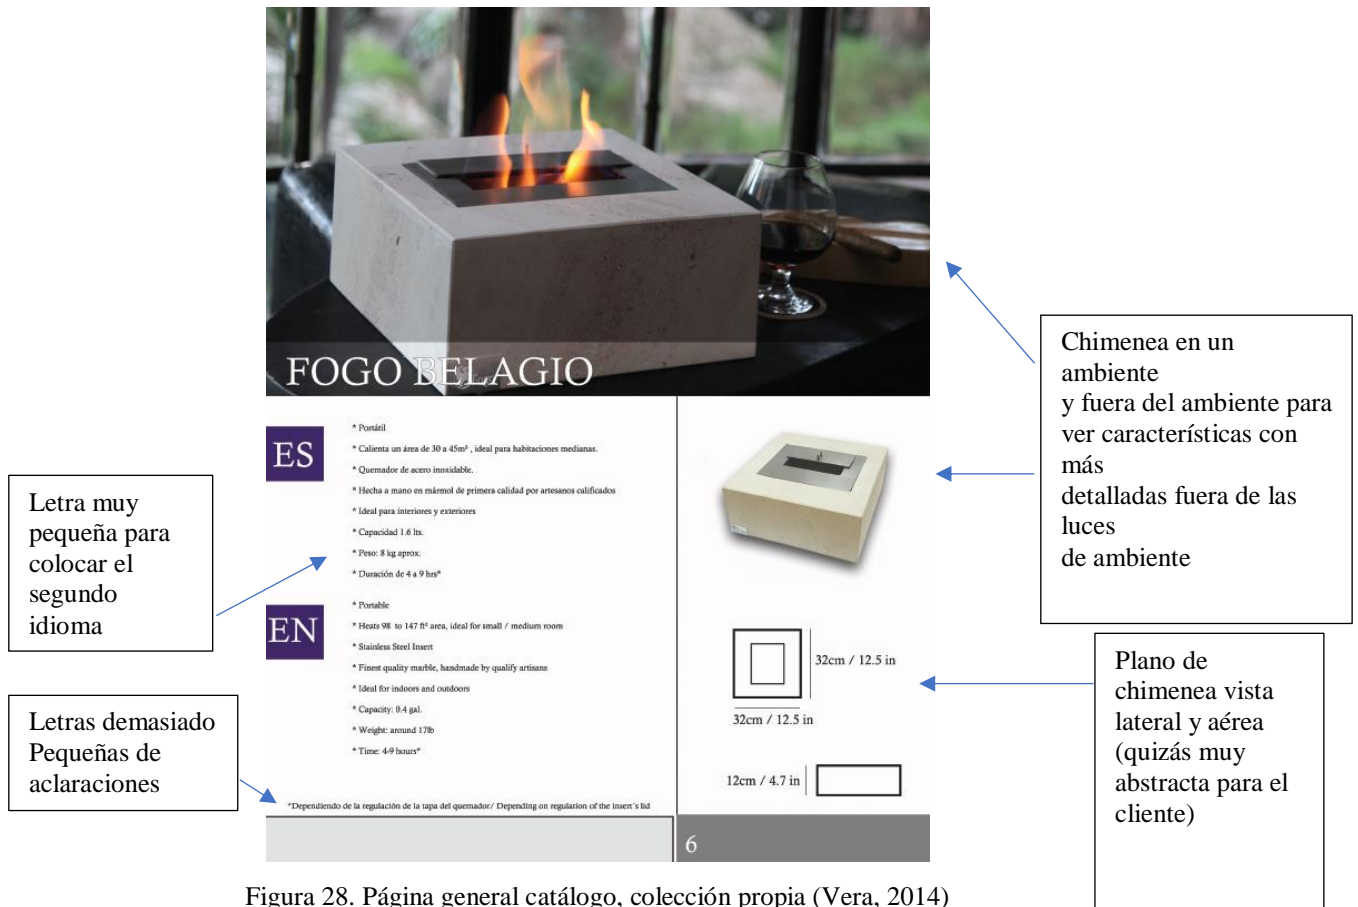 FOGO BELAGIO
ES
* Portátil
* Calienta un área de 30 a 45m² , ideal para habitaciones medianas.
* Quemador de acero inoxidable.
* Hecha a mano en mármol de primera calidad por artesanos calificados
* Ideal para interiores y exteriores
* Capacidad 1.6 lts.
* Peso: 8 kg aprox.
* Duración de 4 a 9 hrs*
EN
* Portable
* Heats 98 to 147 ft² area, ideal for small / medium room
* Stainless Steel Insert
* Finest quality marble, handmade by qualify artisans
* Ideal for indoors and outdoors
* Capacity: 0.4 gal.
* Weight: around 17lb
* Time: 4-9 hours*
*Dependiendo de la regulación de la tapa del quemador/ Depending on regulation of the insert´s lid
32cm / 12.5 in
32cm / 12.5 in
12cm / 4.7 in
6
Letra muy
pequeña para
colocar el
segundo
idioma
Letras demasiado
Pequeñas de
aclaraciones
Chimenea en un
ambiente
y fuera del ambiente para
ver características con
más
detalladas fuera de las
luces
de ambiente
Plano de
chimenea vista
lateral y aérea
(quizás muy
abstracta para el
cliente)
Figura 28. Página general catálogo, colección propia (Vera, 2014)